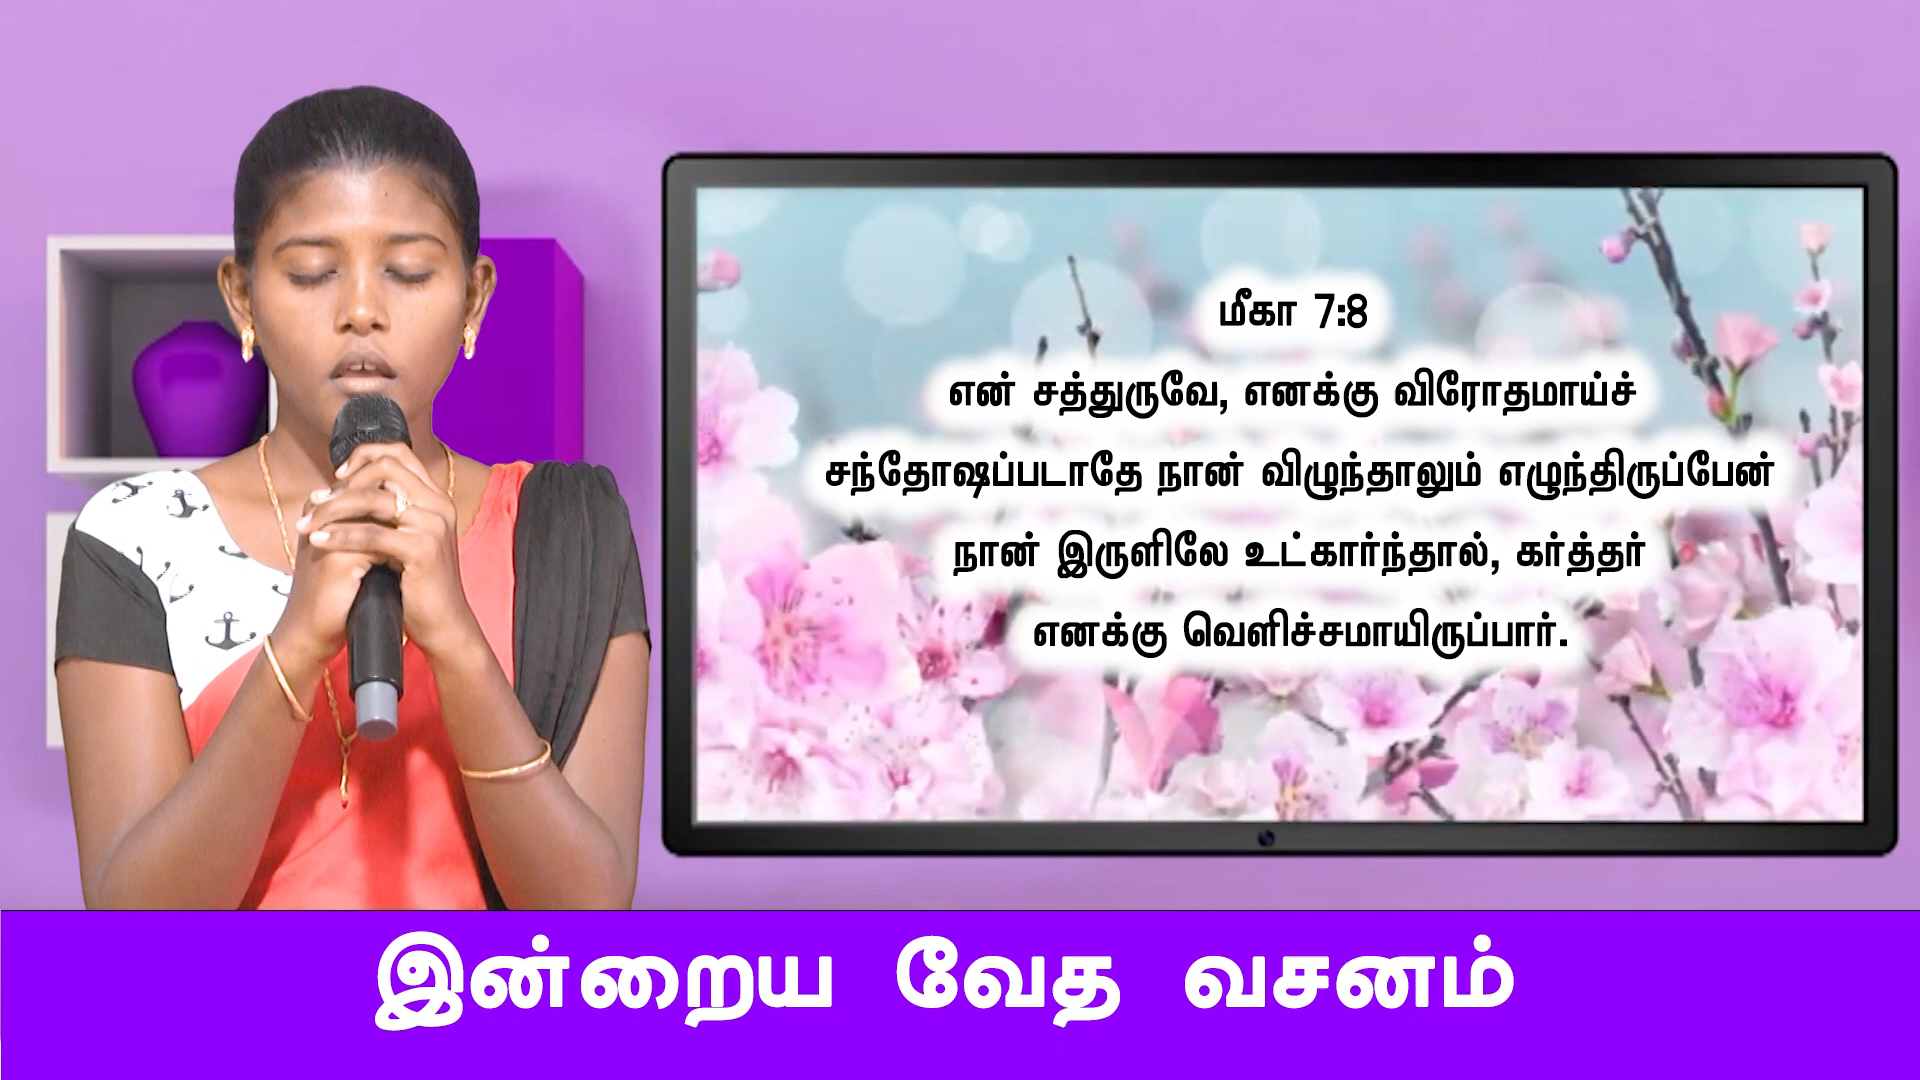 மீகா 7:8
என் சத்துருவே, எனக்கு விரோதமாய்ச்
சந்தோஷப்படாதே நான் விழுந்தாலும் எழுந்திருப்பேன்
நான் இருளிலே உட்கார்ந்தால், கர்த்தர்
எனக்கு வெளிச்சமாயிருப்பார்.
இன்றைய வேத வசனம்